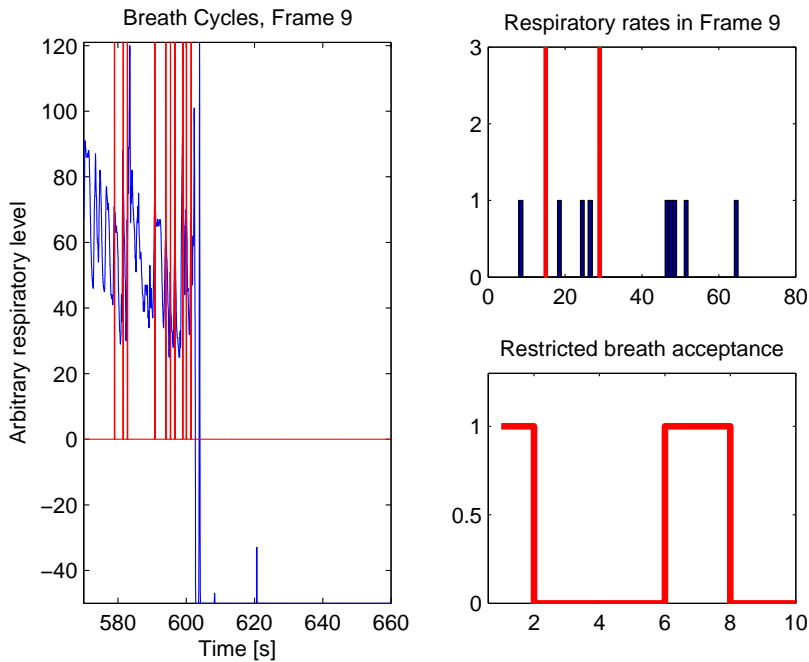 Breath Cycles, Frame 9
120
100
80
60
40
20
0
−20
−40
580 600 620 640 660
Time [s]
Arbitrary respiratory level
Respiratory rates in Frame 9
3
2
1
0
0 20 40 60 80
Restricted breath acceptance
1
0.5
0
2 4 6 8 10